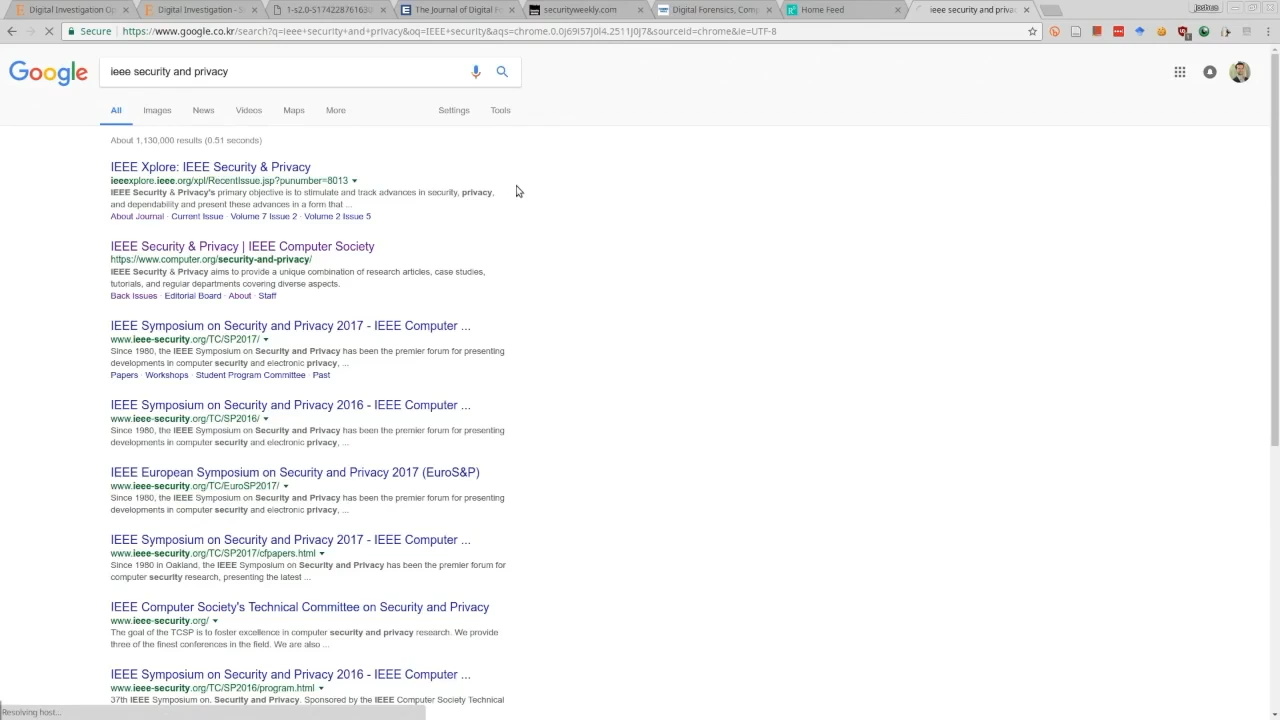 Digital Investigation Op
Digital Investigation - S
1-s2.0-S174228761630
The Journal of Digital F
securityweekly.com
Digital Forensics, Comp
Home Feed
ieee security and privac
Secure
https://www.google.co.kr/search?q=ieee+security+and+privacy&oq=IEEE+security&aqs=chrome.0.0j69i57j0l4.2511j0j7&sourceid=chrome&ie=UTF-8
Google
ieee security and privacy
All Images News Videos Maps More Settings Tools
About 1,130,000 results (0.51 seconds)
IEEE Xplore: IEEE Security & Privacy
ieeexplore.ieee.org/xpl/RecentIssue.jsp?punumber=8013
IEEE Security & Privacy's primary objective is to stimulate and track advances in security, privacy,
and dependability and present these advances in a form that ...
About Journal · Current Issue · Volume 7 Issue 2 · Volume 2 Issue 5
IEEE Security & Privacy | IEEE Computer Society
https://www.computer.org/security-and-privacy/
IEEE Security & Privacy aims to provide a unique combination of research articles, case studies,
tutorials, and regular departments covering diverse aspects.
Back Issues · Editorial Board · About · Staff
IEEE Symposium on Security and Privacy 2017 - IEEE Computer ...
www.ieee-security.org/TC/SP2017/
Since 1980, the IEEE Symposium on Security and Privacy has been the premier forum for presenting
developments in computer security and electronic privacy, ...
Papers · Workshops · Student Program Committee · Past
IEEE Symposium on Security and Privacy 2016 - IEEE Computer ...
www.ieee-security.org/TC/SP2016/
Since 1980, the IEEE Symposium on Security and Privacy has been the premier forum for presenting
developments in computer security and electronic privacy, ...
IEEE European Symposium on Security and Privacy 2017 (EuroS&P)
www.ieee-security.org/TC/EuroSP2017/
Since 1980, the IEEE Symposium on Security and Privacy has been the premier forum for presenting
developments in computer security and electronic privacy, ...
IEEE Symposium on Security and Privacy 2017 - IEEE Computer ...
www.ieee-security.org/TC/SP2017/cfpapers.html
Since 1980 in Oakland, the IEEE Symposium on Security and Privacy has been the premier forum for
computer security research, presenting the latest ...
IEEE Computer Society's Technical Committee on Security and Privacy
www.ieee-security.org/
The goal of the TCSP is to foster excellence in computer security and privacy research. We provide
three of the finest conferences in the field. We are also ...
IEEE Symposium on Security and Privacy 2016 - IEEE Computer ...
www.ieee-security.org/TC/SP2016/program.html
37th IEEE Symposium on. Security and Privacy. Sponsored by the IEEE Computer Society Technical
Resolving host...